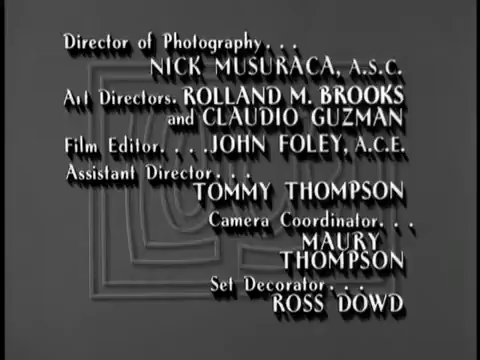 Director of Photography...
NICK MUSURACA, A.S.C.
Art Directors. ROLLAND M. BROOKS
and CLAUDIO GUZMAN
Film Editor....JOHN FOLEY, A.C.E.
Assistant Director...
TOMMY THOMPSON
Camera Coordinator...
MAURY
THOMPSON
Set Decorator...
ROSS DOWD